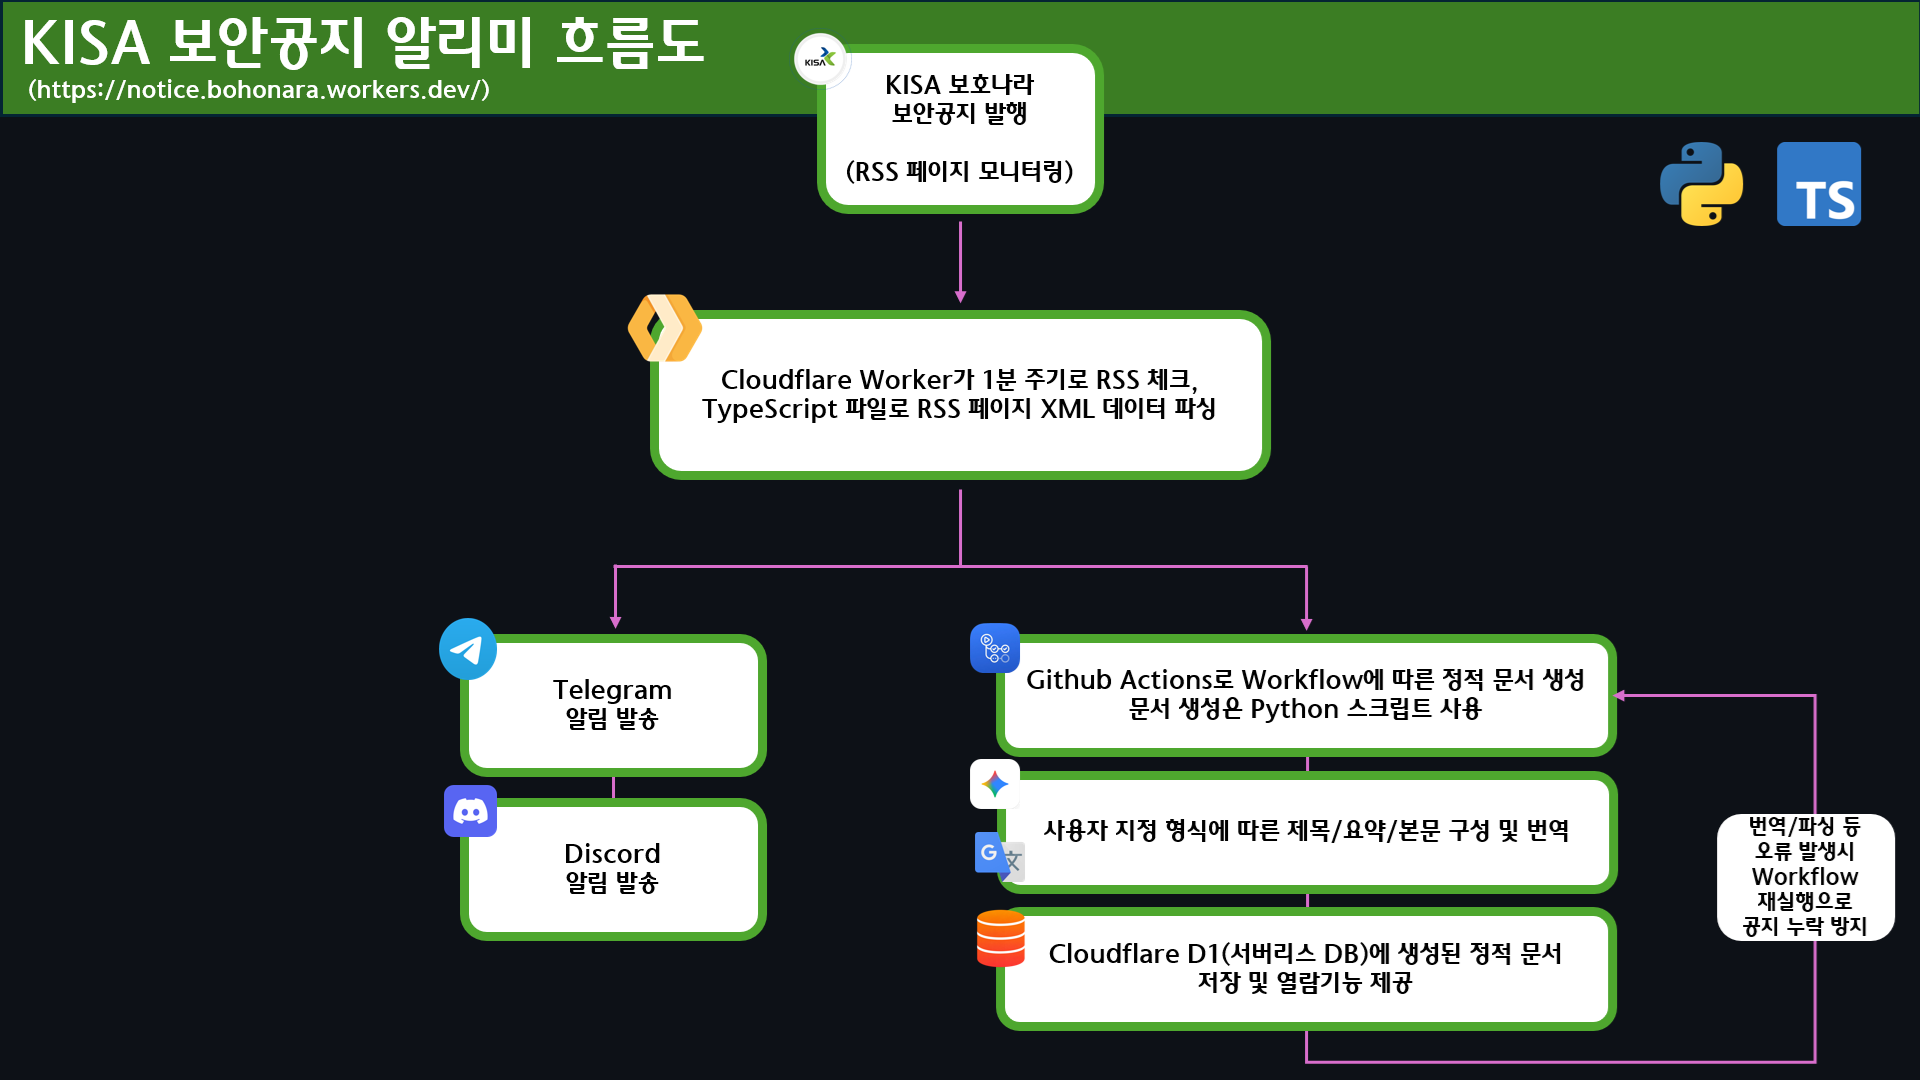 KISA 보안공지 알리미 흐름도
(https://notice.bohonara.workers.dev/)
KISA
KISA 보호나라
보안공지 발행
(RSS 페이지 모니터링)
TS
Cloudflare Worker가 1분 주기로 RSS 체크,
TypeScript 파일로 RSS 페이지 XML 데이터 파싱
Telegram
알림 발송
Discord
알림 발송
Github Actions로 Workflow에 따른 정적 문서 생성
문서 생성은 Python 스크립트 사용
G 文
사용자 지정 형식에 따른 제목/요약/본문 구성 및 번역
Cloudflare D1(서버리스 DB)에 생성된 정적 문서
저장 및 열람기능 제공
번역/파싱 등
오류 발생시
Workflow
재실행으로
공지 누락 방지